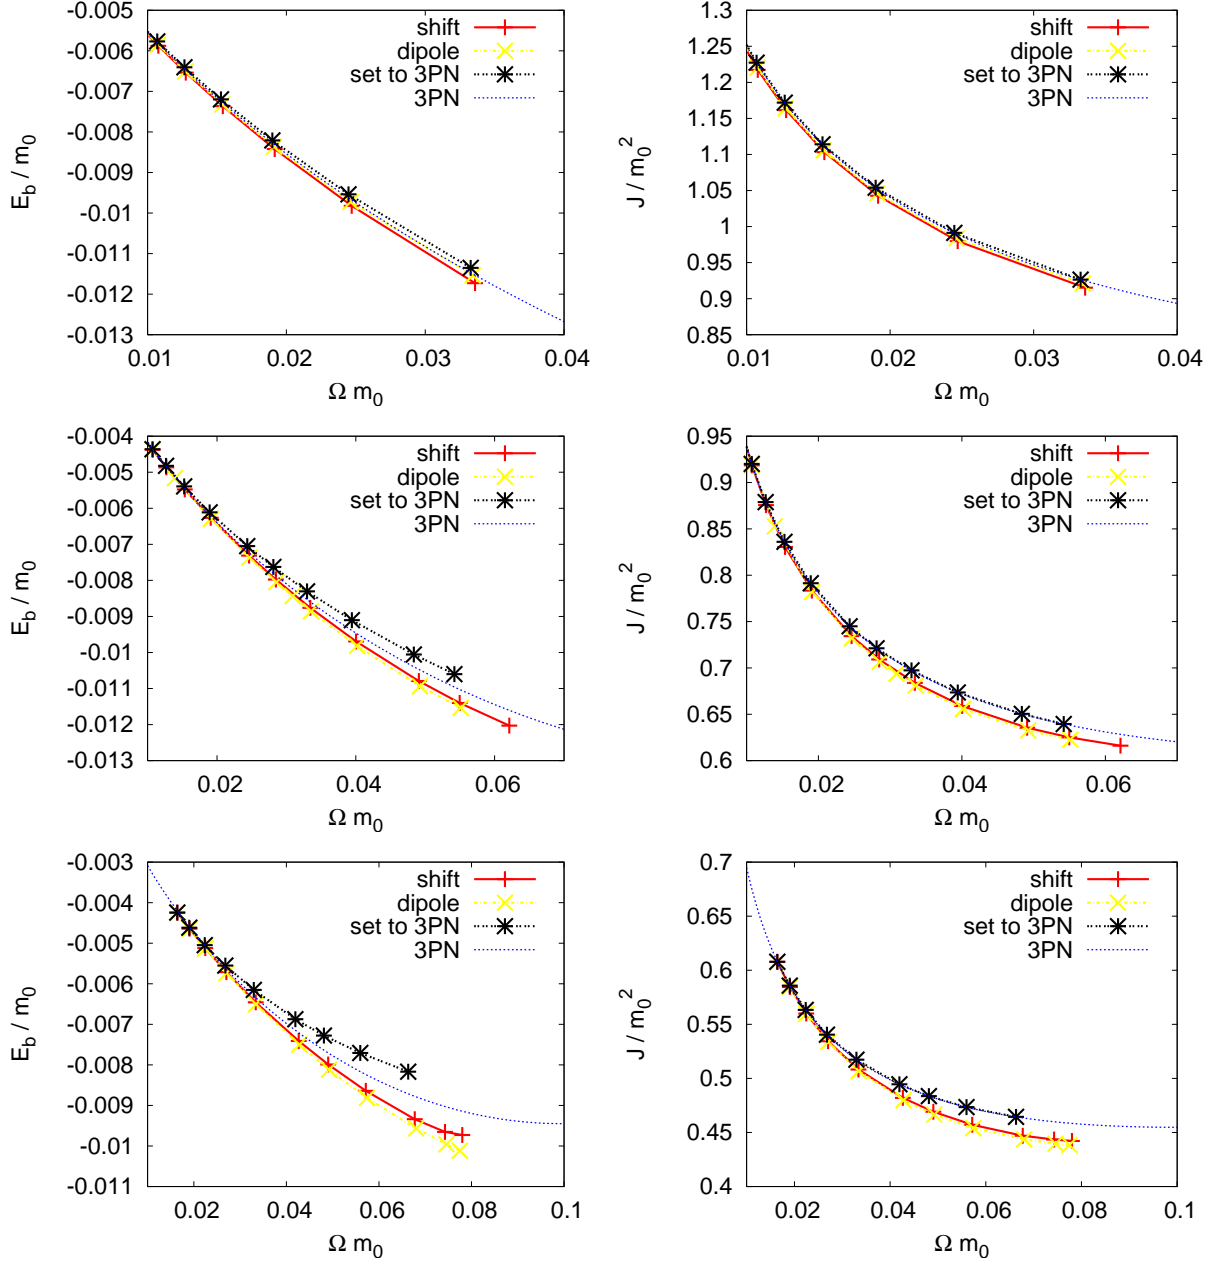 -0.005
-0.006
-0.007
-0.008
-0.009
-0.01
-0.011
-0.012
-0.013
0.01
0.02
0.03
0.04
E_b / m_0
Ω m_0
shift
dipole
set to 3PN
3PN
1.3
1.25
1.2
1.15
1.1
1.05
1
0.95
0.9
0.85
0.01
0.02
0.03
0.04
J / m_0^2
Ω m_0
shift
dipole
set to 3PN
3PN
-0.004
-0.005
-0.006
-0.007
-0.008
-0.009
-0.01
-0.011
-0.012
-0.013
0.02
0.04
0.06
E_b / m_0
Ω m_0
shift
dipole
set to 3PN
3PN
0.95
0.9
0.85
0.8
0.75
0.7
0.65
0.6
0.02
0.04
0.06
J / m_0^2
Ω m_0
shift
dipole
set to 3PN
3PN
-0.003
-0.004
-0.005
-0.006
-0.007
-0.008
-0.009
-0.01
-0.011
0.02
0.04
0.06
0.08
0.1
E_b / m_0
Ω m_0
shift
dipole
set to 3PN
3PN
0.7
0.65
0.6
0.55
0.5
0.45
0.4
0.02
0.04
0.06
0.08
0.1
J / m_0^2
Ω m_0
shift
dipole
set to 3PN
3PN